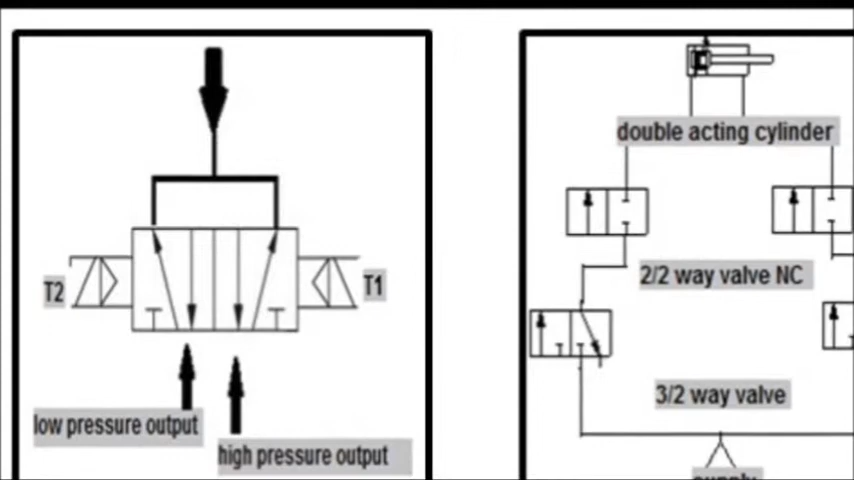 double acting cylinder
T2
T1
2/2 way valve NC
3/2 way valve
low pressure output
high pressure output
supply